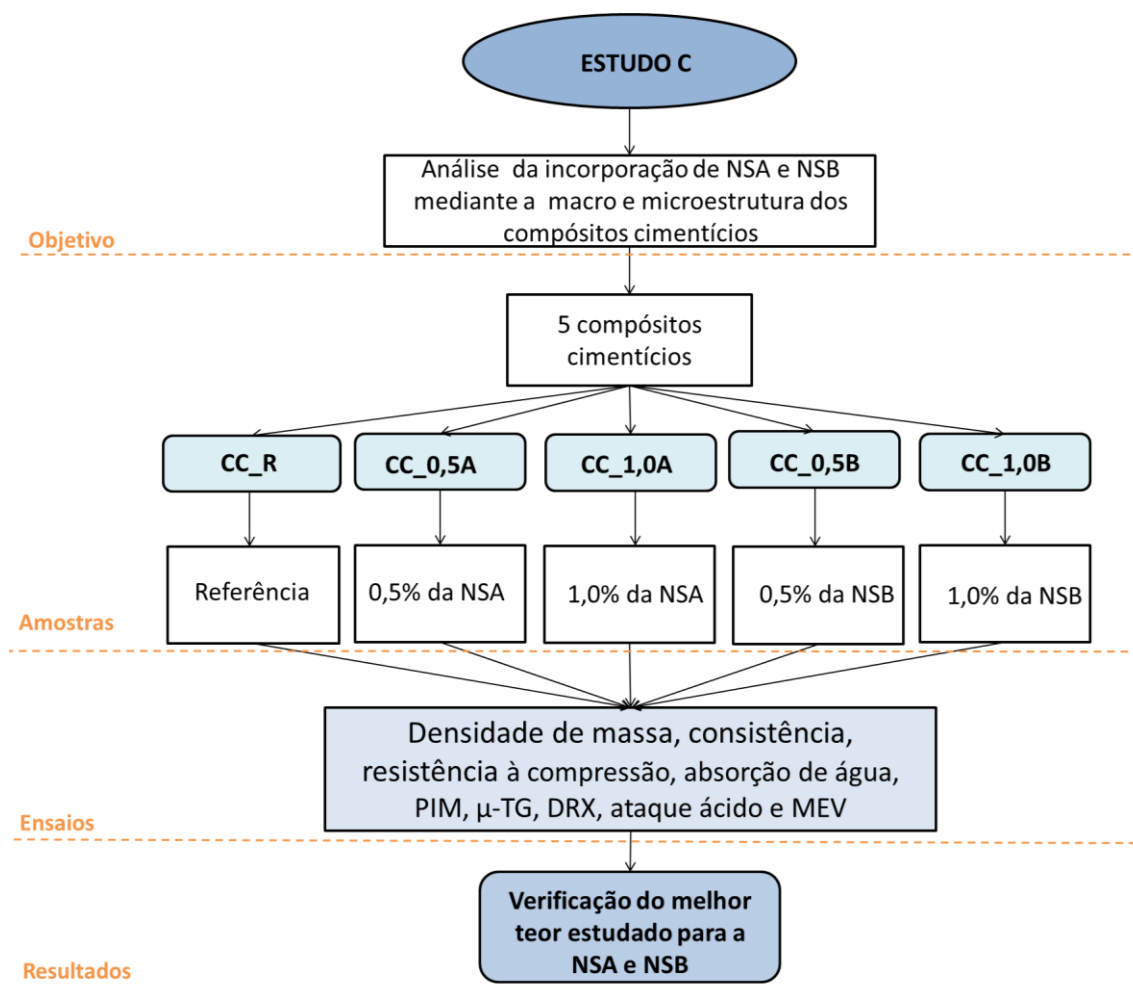 ESTUDO C
Análise da incorporação de NSA e NSB
mediante a macro e microestrutura dos
compósitos cimentícios
Objetivo
5 compósitos
cimentícios
CC_R
CC_0,5A
CC_1,0A
CC_0,5B
CC_1,0B
Referência
0,5% da NSA
1,0% da NSA
0,5% da NSB
1,0% da NSB
Amostras
Densidade de massa, consistência,
resistência à compressão, absorção de água,
PIM, μ-TG, DRX, ataque ácido e MEV
Ensaios
Verificação do melhor
teor estudado para a
NSA e NSB
Resultados